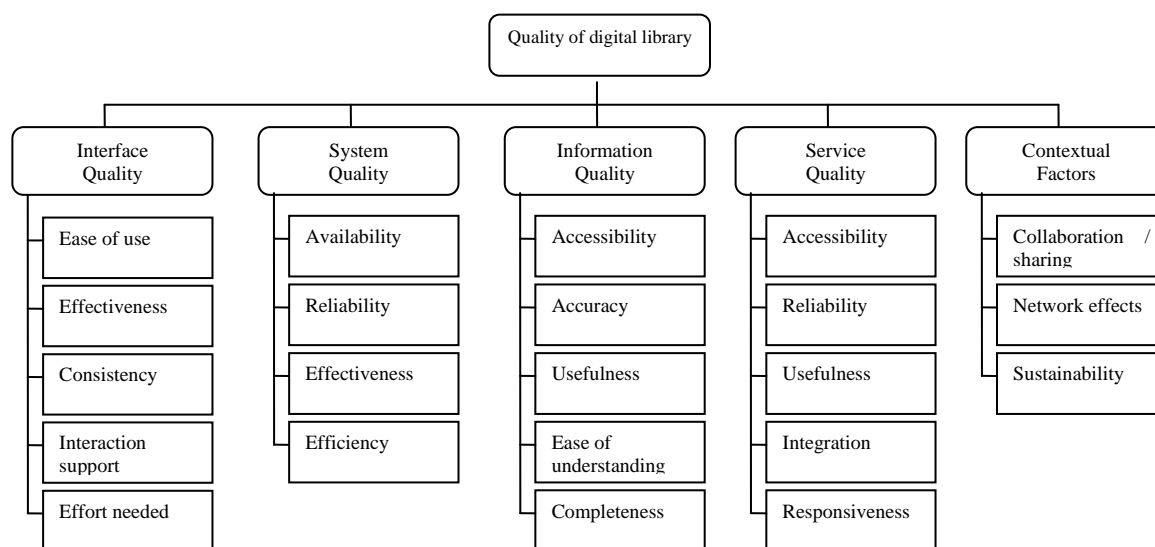 Quality of digital library
Interface
Quality
System
Quality
Information
Quality
Service
Quality
Contextual
Factors
Ease of use
Effectiveness
Consistency
Interaction
support
Effort needed
Availability
Reliability
Effectiveness
Efficiency
Accessibility
Accuracy
Usefulness
Ease of
understanding
Completeness
Accessibility
Reliability
Usefulness
Integration
Responsiveness
Collaboration /
sharing
Network effects
Sustainability